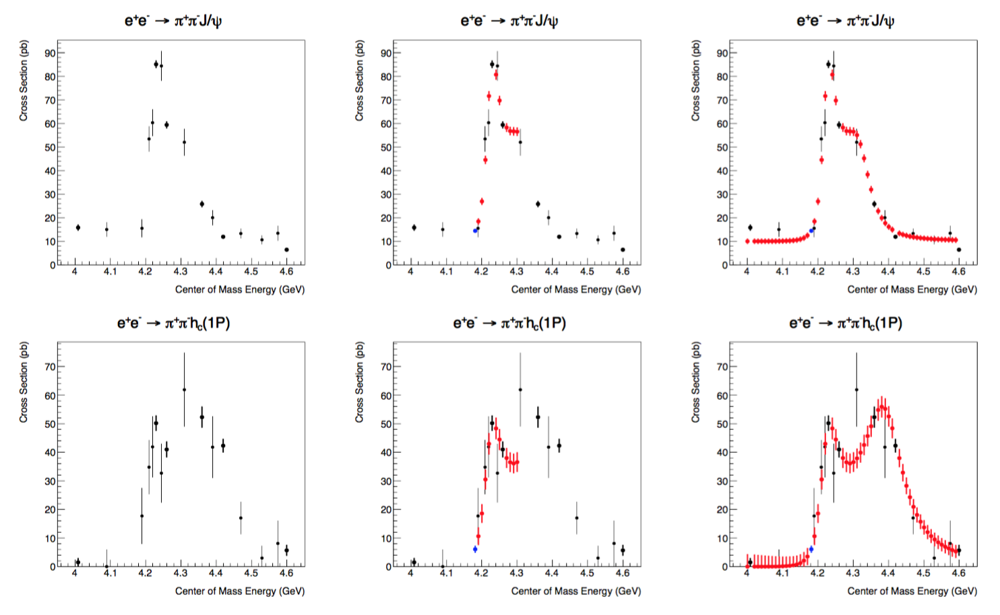 e⁺e⁻ → π⁺π⁻J/ψ
Cross Section (pb)
90
80
70
60
50
40
30
20
10
0
4 4.1 4.2 4.3 4.4 4.5 4.6
Center of Mass Energy (GeV)
e⁺e⁻ → π⁺π⁻J/ψ
Cross Section (pb)
90
80
70
60
50
40
30
20
10
0
4 4.1 4.2 4.3 4.4 4.5 4.6
Center of Mass Energy (GeV)
e⁺e⁻ → π⁺π⁻J/ψ
Cross Section (pb)
90
80
70
60
50
40
30
20
10
0
4 4.1 4.2 4.3 4.4 4.5 4.6
Center of Mass Energy (GeV)
e⁺e⁻ → π⁺π⁻h_c(1P)
Cross Section (pb)
70
60
50
40
30
20
10
0
4 4.1 4.2 4.3 4.4 4.5 4.6
Center of Mass Energy (GeV)
e⁺e⁻ → π⁺π⁻h_c(1P)
Cross Section (pb)
70
60
50
40
30
20
10
0
4 4.1 4.2 4.3 4.4 4.5 4.6
Center of Mass Energy (GeV)
e⁺e⁻ → π⁺π⁻h_c(1P)
Cross Section (pb)
70
60
50
40
30
20
10
0
4 4.1 4.2 4.3 4.4 4.5 4.6
Center of Mass Energy (GeV)